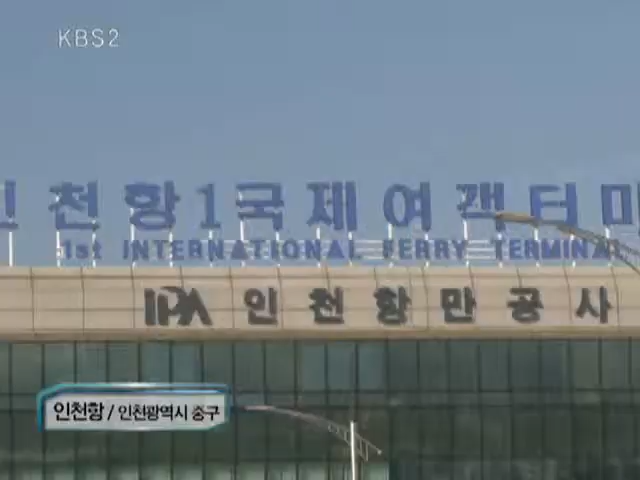 KBS2
인천항1국제여객터미
1st INTERNATIONAL FERRY TERMINAL
IPA 인천항만공사
인천항 / 인천광역시 중구